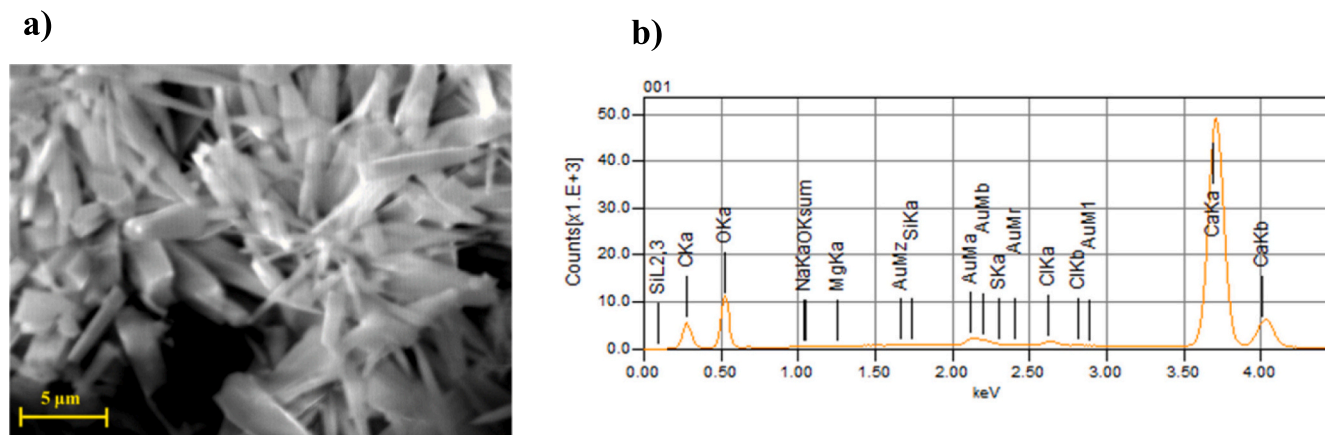 a)
5 µm
b)
001
Counts[x1.E+3]
50.0
40.0
30.0
20.0
10.0
0.0
SiL2,3
CKa
OKa
NaKaOKsum
MgKa
AuMz
SiKa
AuMa
AuMb
SKa
AuMr
ClKa
ClKb
AuM1
CaKa
CaKb
0.00 0.50 1.00 1.50 2.00 2.50 3.00 3.50 4.00
keV